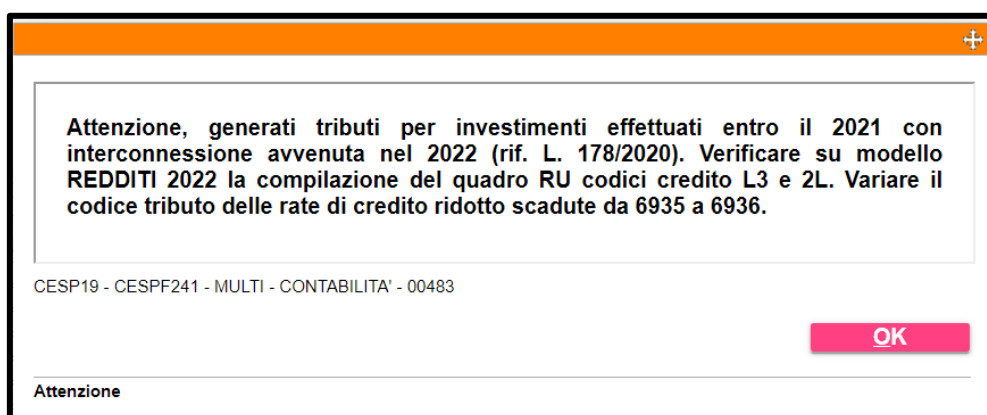 Attenzione, generati tributi per investimenti effettuati entro il 2021 con
interconnessione avvenuta nel 2022 (rif. L. 178/2020). Verificare su modello
REDDITI 2022 la compilazione del quadro RU codici credito L3 e 2L. Variare il
codice tributo delle rate di credito ridotto scadute da 6935 a 6936.
CESP19 - CESPF241 - MULTI - CONTABILITA' - 00483
OK
Attenzione